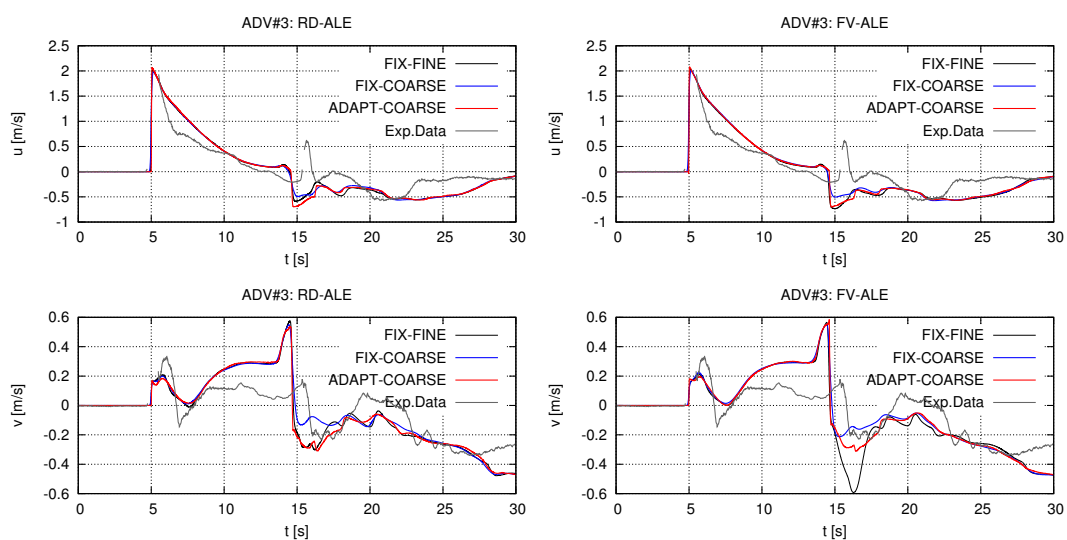 ADV#3: RD-ALE
2.5
2
1.5
1
0.5
0
-0.5
-1
u [m/s]
FIX-FINE
FIX-COARSE
ADAPT-COARSE
Exp.Data
0 5 10 15 20 25 30
t [s]
ADV#3: FV-ALE
2.5
2
1.5
1
0.5
0
-0.5
-1
u [m/s]
FIX-FINE
FIX-COARSE
ADAPT-COARSE
Exp.Data
0 5 10 15 20 25 30
t [s]
ADV#3: RD-ALE
0.6
0.4
0.2
0
-0.2
-0.4
-0.6
v [m/s]
FIX-FINE
FIX-COARSE
ADAPT-COARSE
Exp.Data
0 5 10 15 20 25 30
t [s]
ADV#3: FV-ALE
0.6
0.4
0.2
0
-0.2
-0.4
-0.6
v [m/s]
FIX-FINE
FIX-COARSE
ADAPT-COARSE
Exp.Data
0 5 10 15 20 25 30
t [s]